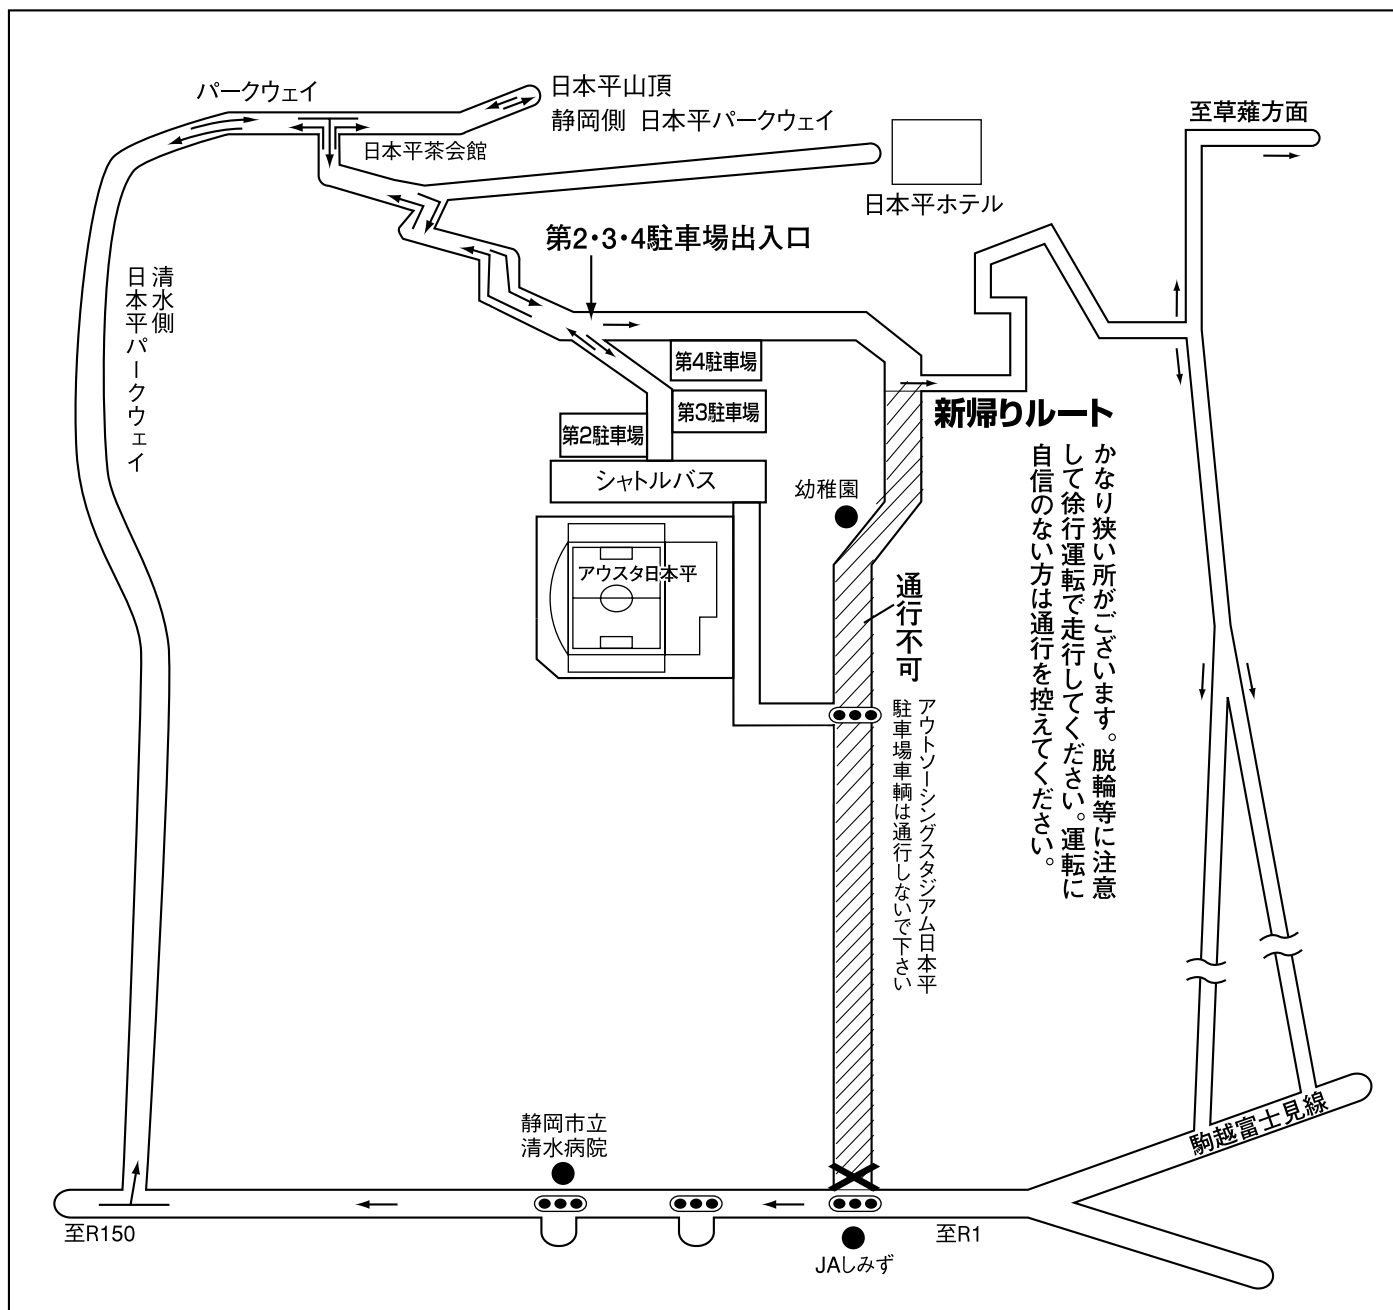 パークウェイ
日本平山頂
静岡側 日本平パークウェイ
日本平茶会館
日本平ホテル
至草薙方面
第2・3・4駐車場出入口
清水側
日本平パークウェイ
第4駐車場
第3駐車場
第2駐車場
シャトルバス
アウスタ日本平
幼稚園
新帰りルート
かなり狭い所がございます。脱輪等に注意
して徐行運転で走行してください。運転に
自信のない方は通行を控えてください。
通行不可
アウトソーシングスタジアム日本平
駐車場車輌は通行しないで下さい
静岡市立
清水病院
駒越富士見線
至R150
至R1
JAしみず